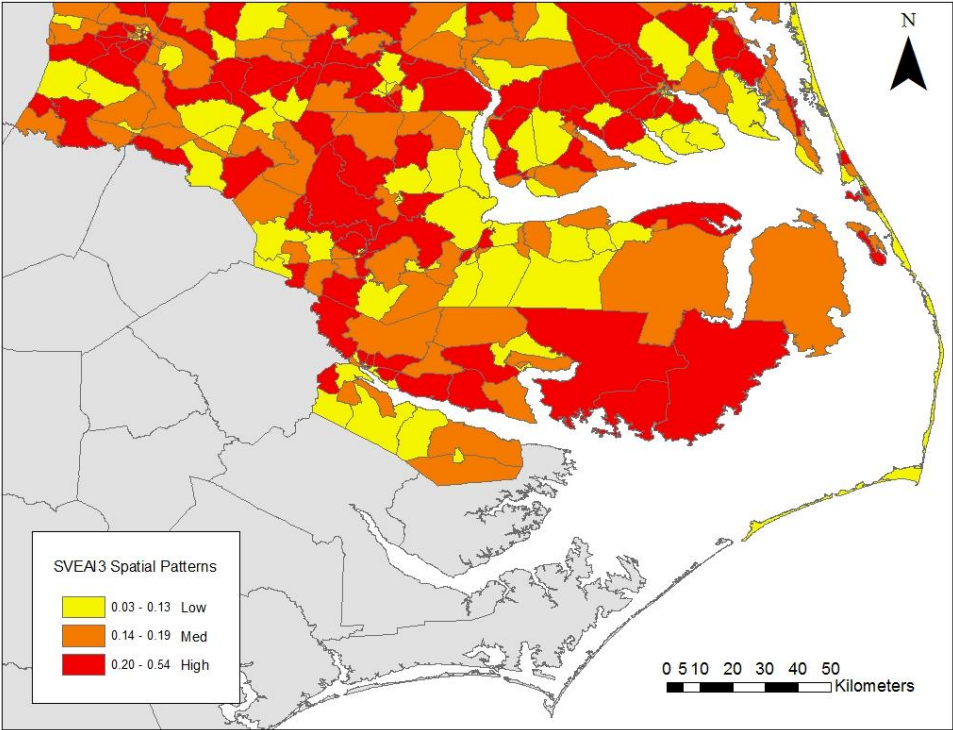 N
SVEAI3 Spatial Patterns
0.03 - 0.13 Low
0.14 - 0.19 Med
0.20 - 0.54 High
0 5 10 20 30 40 50
Kilometers